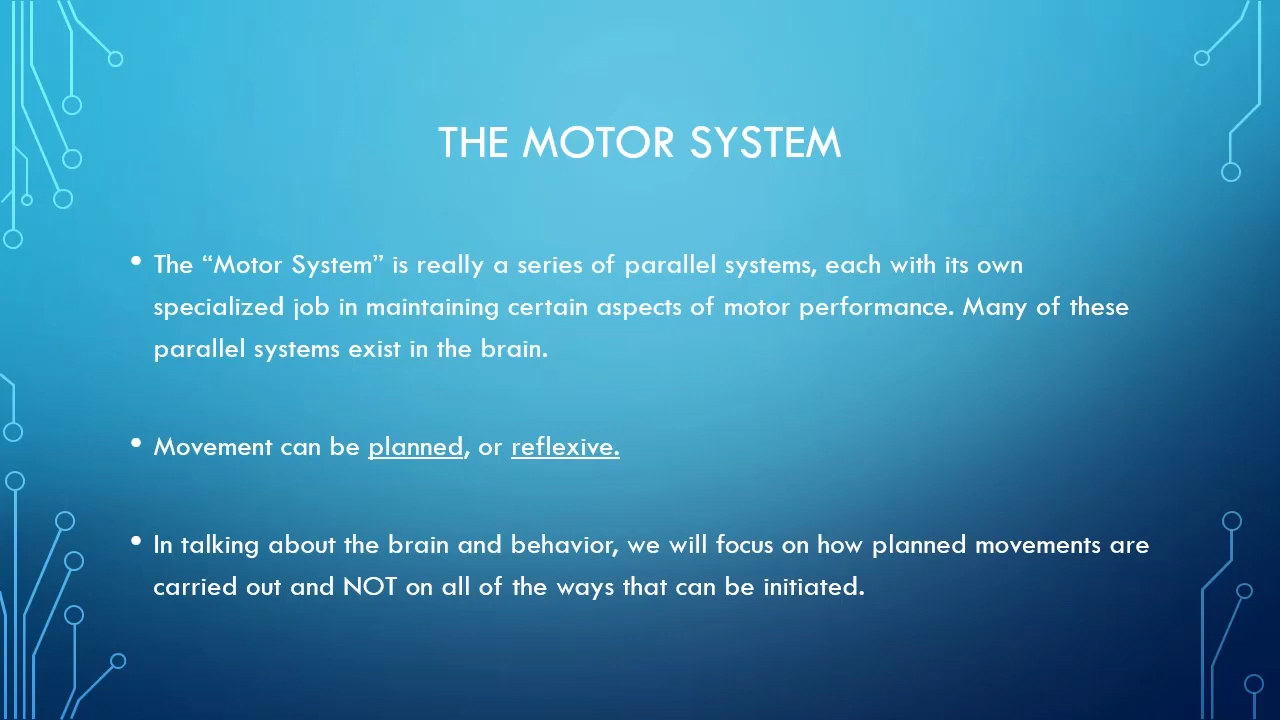 THE MOTOR SYSTEM
• The “Motor System” is really a series of parallel systems, each with its own
specialized job in maintaining certain aspects of motor performance. Many of these
parallel systems exist in the brain.
• Movement can be planned, or reflexive.
• In talking about the brain and behavior, we will focus on how planned movements are
carried out and NOT on all of the ways that can be initiated.